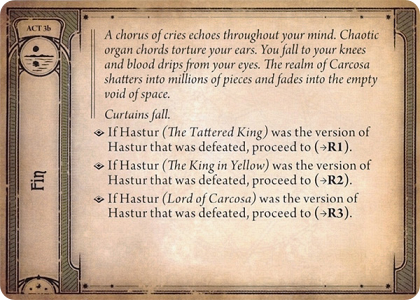 ACT 3b
Fin
A chorus of cries echoes throughout your mind. Chaotic
organ chords torture your ears. You fall to your knees
and blood drips from your eyes. The realm of Carcosa
shatters into millions of pieces and fades into the empty
void of space.
Curtains fall.
If Hastur (The Tattered King) was the version of
Hastur that was defeated, proceed to (→R1).
If Hastur (The King in Yellow) was the version of
Hastur that was defeated, proceed to (→R2).
If Hastur (Lord of Carcosa) was the version of
Hastur that was defeated, proceed to (→R3).